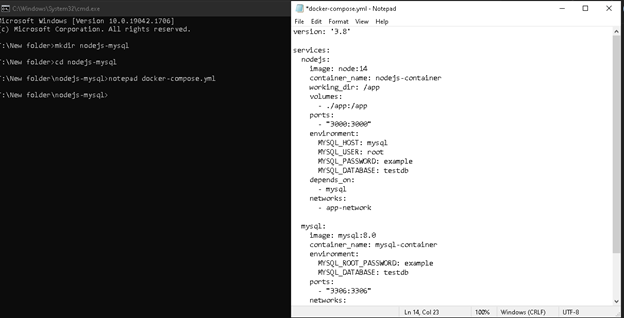 C:\Windows\System32\cmd.exe
Microsoft Windows [Version 10.0.19042.1706]
(c) Microsoft Corporation. All rights reserved.
:\New folder>mkdir nodejs-mysql
:\New folder>cd nodejs-mysql
:\New folder\nodejs-mysql>notepad docker-compose.yml
:\New folder\nodejs-mysql>
*docker-compose.yml - Notepad
File Edit Format View Help
version: '3.8'
services:
nodejs:
image: node:14
container_name: nodejs-container
working_dir: /app
volumes:
- ./app:/app
ports:
- "3000:3000"
environment:
MYSQL_HOST: mysql
MYSQL_USER: root
MYSQL_PASSWORD: example
MYSQL_DATABASE: testdb
depends_on:
- mysql
networks:
- app-network
mysql:
image: mysql:8.0
container_name: mysql-container
environment:
MYSQL_ROOT_PASSWORD: example
MYSQL_DATABASE: testdb
ports:
- "3306:3306"
networks:
Ln 14, Col 23 100% Windows (CRLF) UTF-8